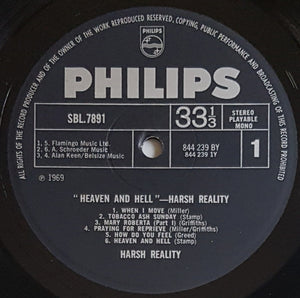 ALL RIGHTS OF THE RECORD PRODUCER AND OF THE OWNER OF THE WORK REPRODUCED RESERVED. COPYING, PUBLIC PERFORMANCE AND BROADCASTING OF THIS RECORD PROHIBITED
PHILIPS
PHILIPS
SBL.7891
33 1/3
STEREO
PLAYABLE
MONO
1, 5. Flamingo Music Ltd.
2, 6. A. Schroeder Music
3, 4. Alan Keen/Belsize Music
844 239 BY
844 239 1Y
1
℗ 1969
"HEAVEN AND HELL"—HARSH REALITY
1. WHEN I MOVE (Miller)
2. TOBACCO ASH SUNDAY (Stamp)
3. MARY ROBERTA (Part I) (Griffiths)
4. PRAYING FOR REPRIEVE (Miller/Griffiths)
5. HOW DO YOU FEEL (Greed)
6. HEAVEN AND HELL (Stamp)
HARSH REALITY